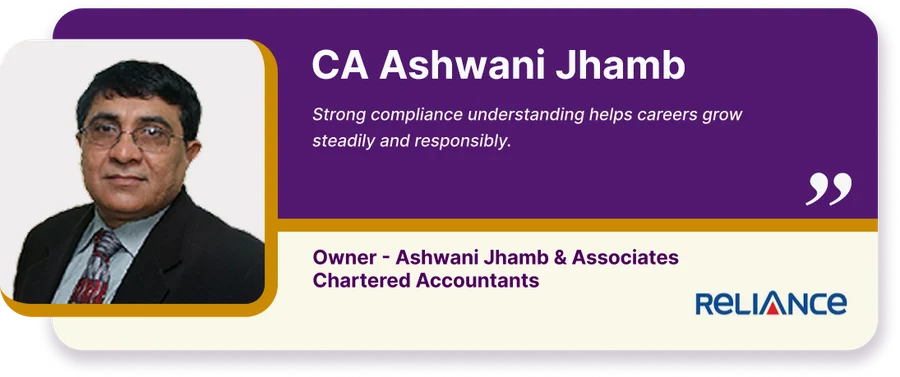 CA Ashwani Jhamb
Strong compliance understanding helps careers grow
steadily and responsibly.
”
Owner - Ashwani Jhamb & Associates
Chartered Accountants
RELIANCe